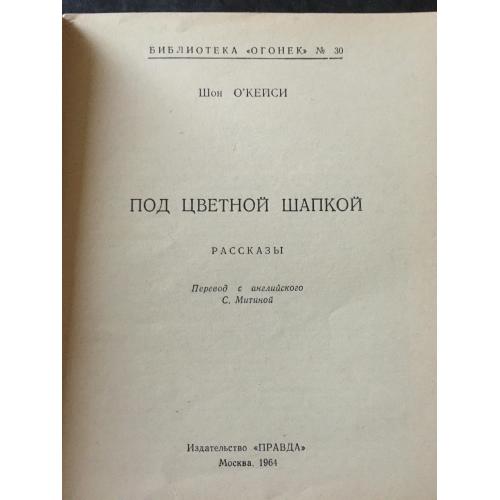 БИБЛИОТЕКА «ОГОНЕК» № 30
Шон О'КЕЙСИ
ПОД ЦВЕТНОЙ ШАПКОЙ
РАССКАЗЫ
Перевод с английского
С. Митиной
Издательство «ПРАВДА»
Москва. 1964